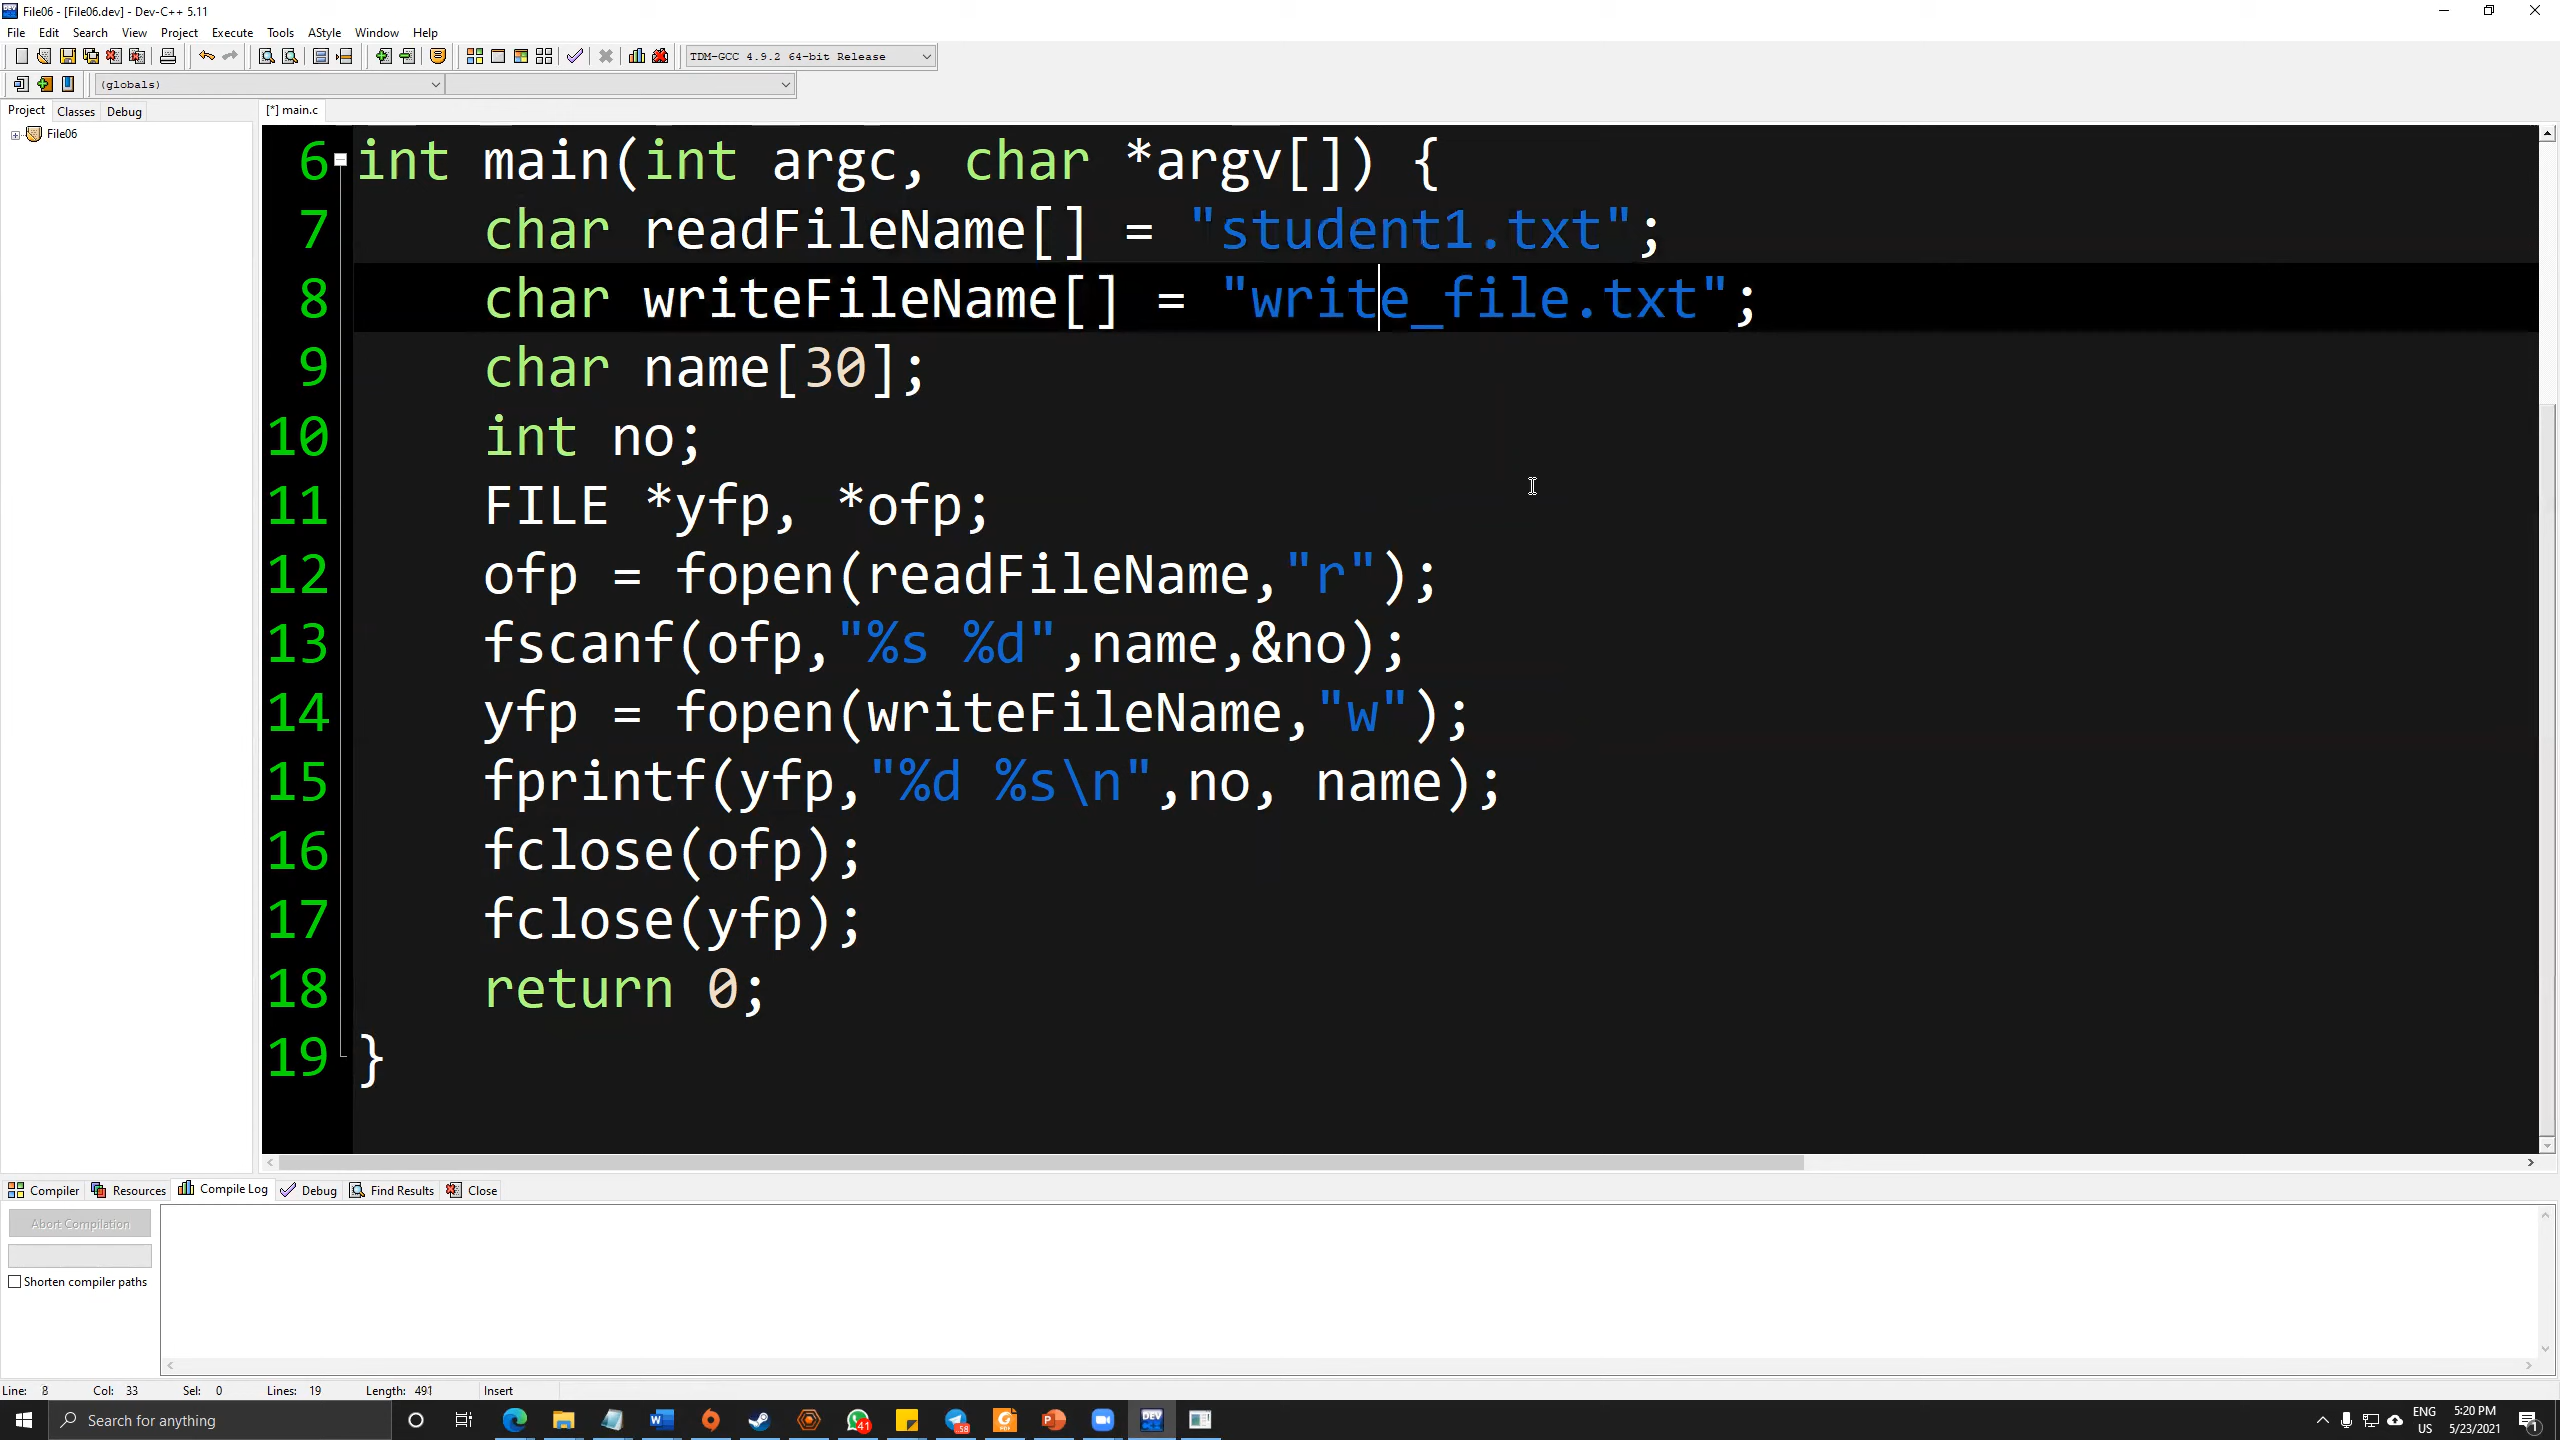 File06 - [File06.dev] - Dev-C++ 5.11
File Edit Search View Project Execute Tools AStyle Window Help
TDM-GCC 4.9.2 64-bit Release
(globals)
Project Classes Debug [*] main.c
File06
6 int main(int argc, char *argv[]) {
7 char readFileName[] = "student1.txt";
8 char writeFileName[] = "write_file.txt";
9 char name[30];
10 int no;
11 FILE *yfp, *ofp;
12 ofp = fopen(readFileName,"r");
13 fscanf(ofp,"%s %d",name,&no);
14 yfp = fopen(writeFileName,"w");
15 fprintf(yfp,"%d %s\n",no, name);
16 fclose(ofp);
17 fclose(yfp);
18 return 0;
19 }
Compiler Resources Compile Log Debug Find Results Close
Abort Compilation
Shorten compiler paths
Line: 8 Col: 33 Sel: 0 Lines: 19 Length: 491 Insert
Search for anything
41
58
DEV
ENG
US
5:20 PM
5/23/2021
1